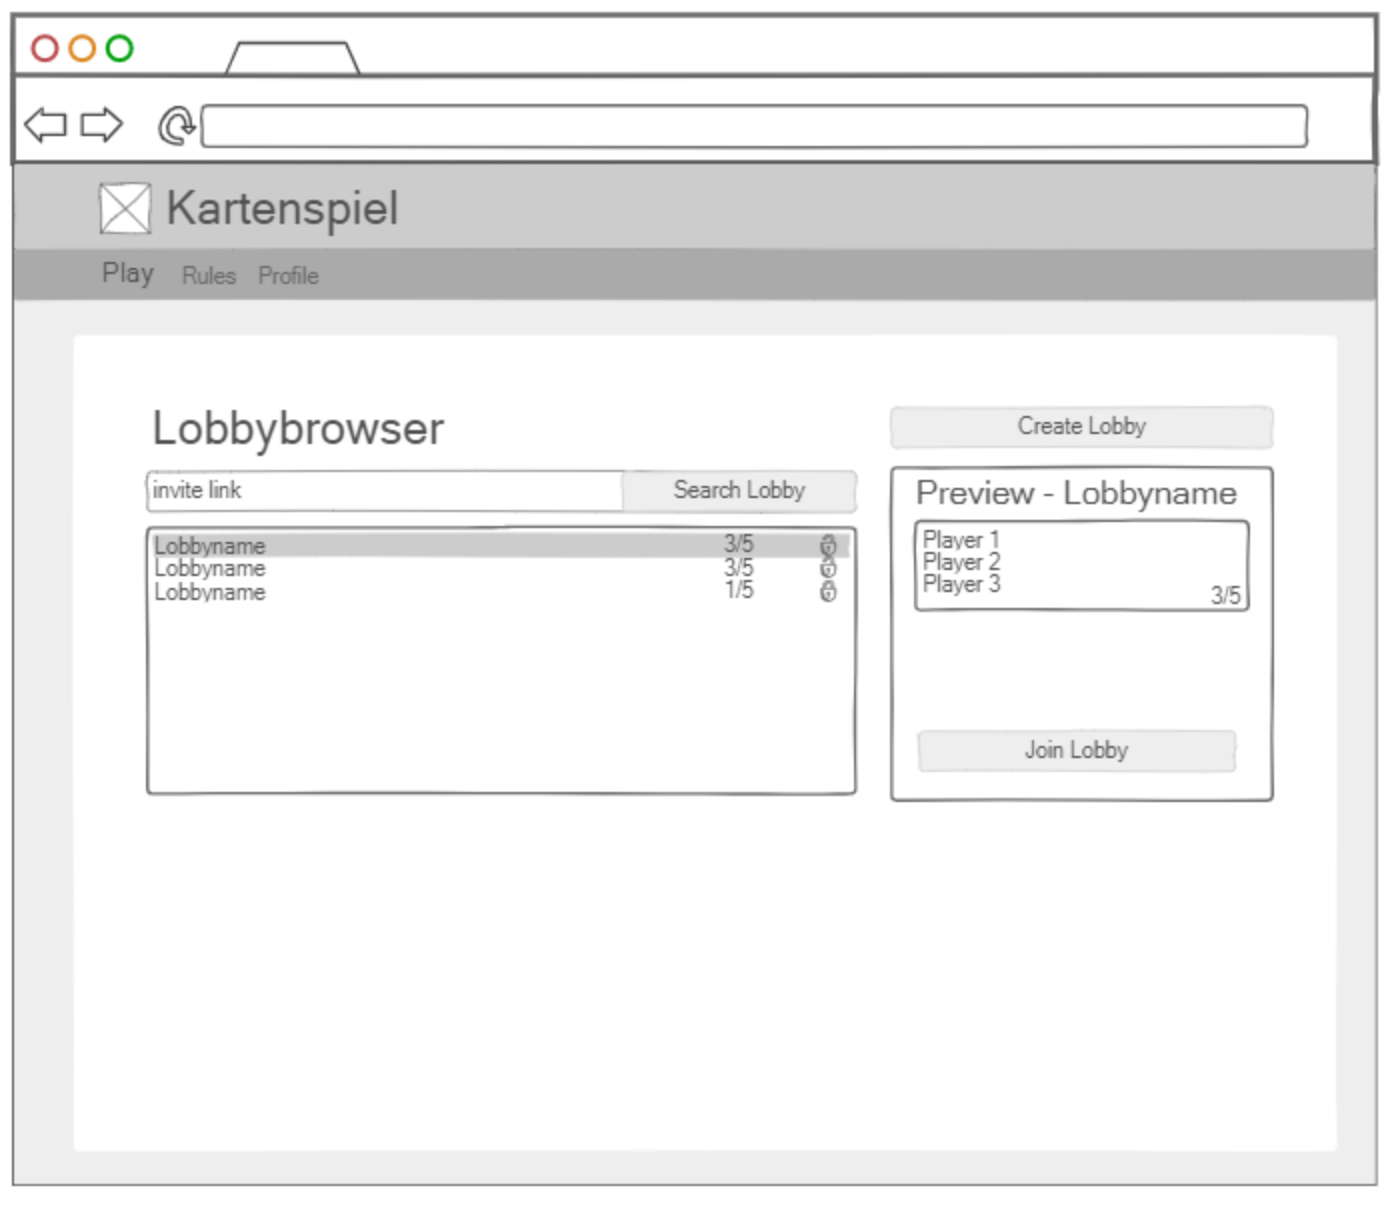 Kartenspiel
Play Rules Profile
Lobbybrowser
Create Lobby
invite link
Search Lobby
Preview - Lobbyname
Lobbyname 3/5
Lobbyname 3/5
Lobbyname 1/5
Player 1
Player 2
Player 3
3/5
Join Lobby